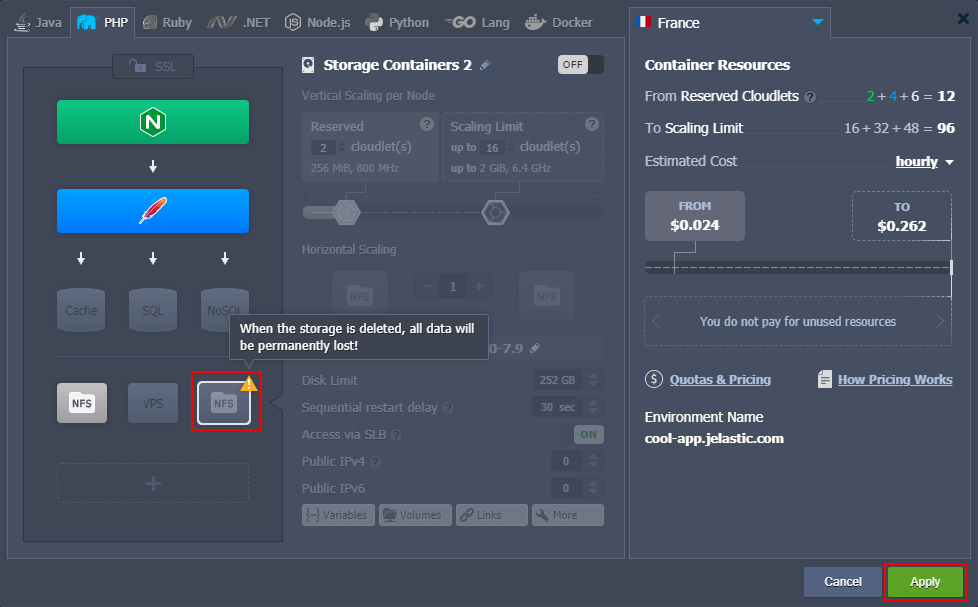 Java
PHP
Ruby
.NET
Node.js
Python
GO Lang
Docker
France
SSL
N
Cache
SQL
NoSQL
When the storage is deleted, all data will
be permanently lost!
NFS
VPS
NFS
+
Storage Containers 2
OFF
Vertical Scaling per Node
Reserved ?
2 cloudlet(s)
256 MiB, 800 MHz
Scaling Limit ?
up to 16 cloudlet(s)
up to 2 GiB, 6.4 GHz
Horizontal Scaling
NFS
− 1 +
NFS
0-7.9
Disk Limit 252 GB
Sequential restart delay ? 30 sec
Access via SLB ? ON
Public IPv4 ? 0
Public IPv6 0
Variables
Volumes
Links
More
Container Resources
From Reserved Cloudlets ? 2 + 4 + 6 = 12
To Scaling Limit 16 + 32 + 48 = 96
Estimated Cost hourly
FROM
$0.024
TO
$0.262
You do not pay for unused resources
$ Quotas & Pricing
How Pricing Works
Environment Name
cool-app.jelastic.com
Cancel
Apply